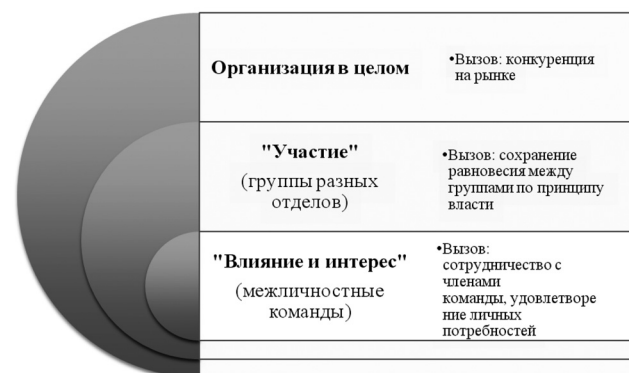 Организация в целом
•Вызов: конкуренция
на рынке
"Участие"
(группы разных
отделов)
•Вызов: сохранение
равновесия между
группами по принципу
власти
"Влияние и интерес"
(межличностные
команды)
•Вызов:
сотрудничество с
членами
команды, удовлетворе
ние личных
потребностей